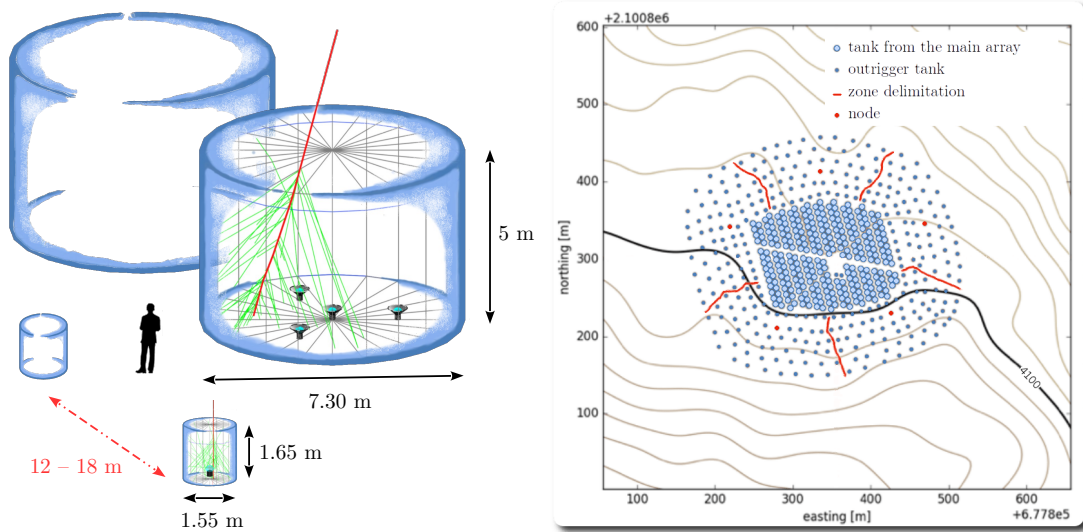 5 m
7.30 m
12 – 18 m
1.65 m
1.55 m
+2.1008e6
600
500
400
300
200
100
northing [m]
tank from the main array
outrigger tank
zone delimitation
node
4100
100
200
300
400
500
600
easting [m]
+6.778e5